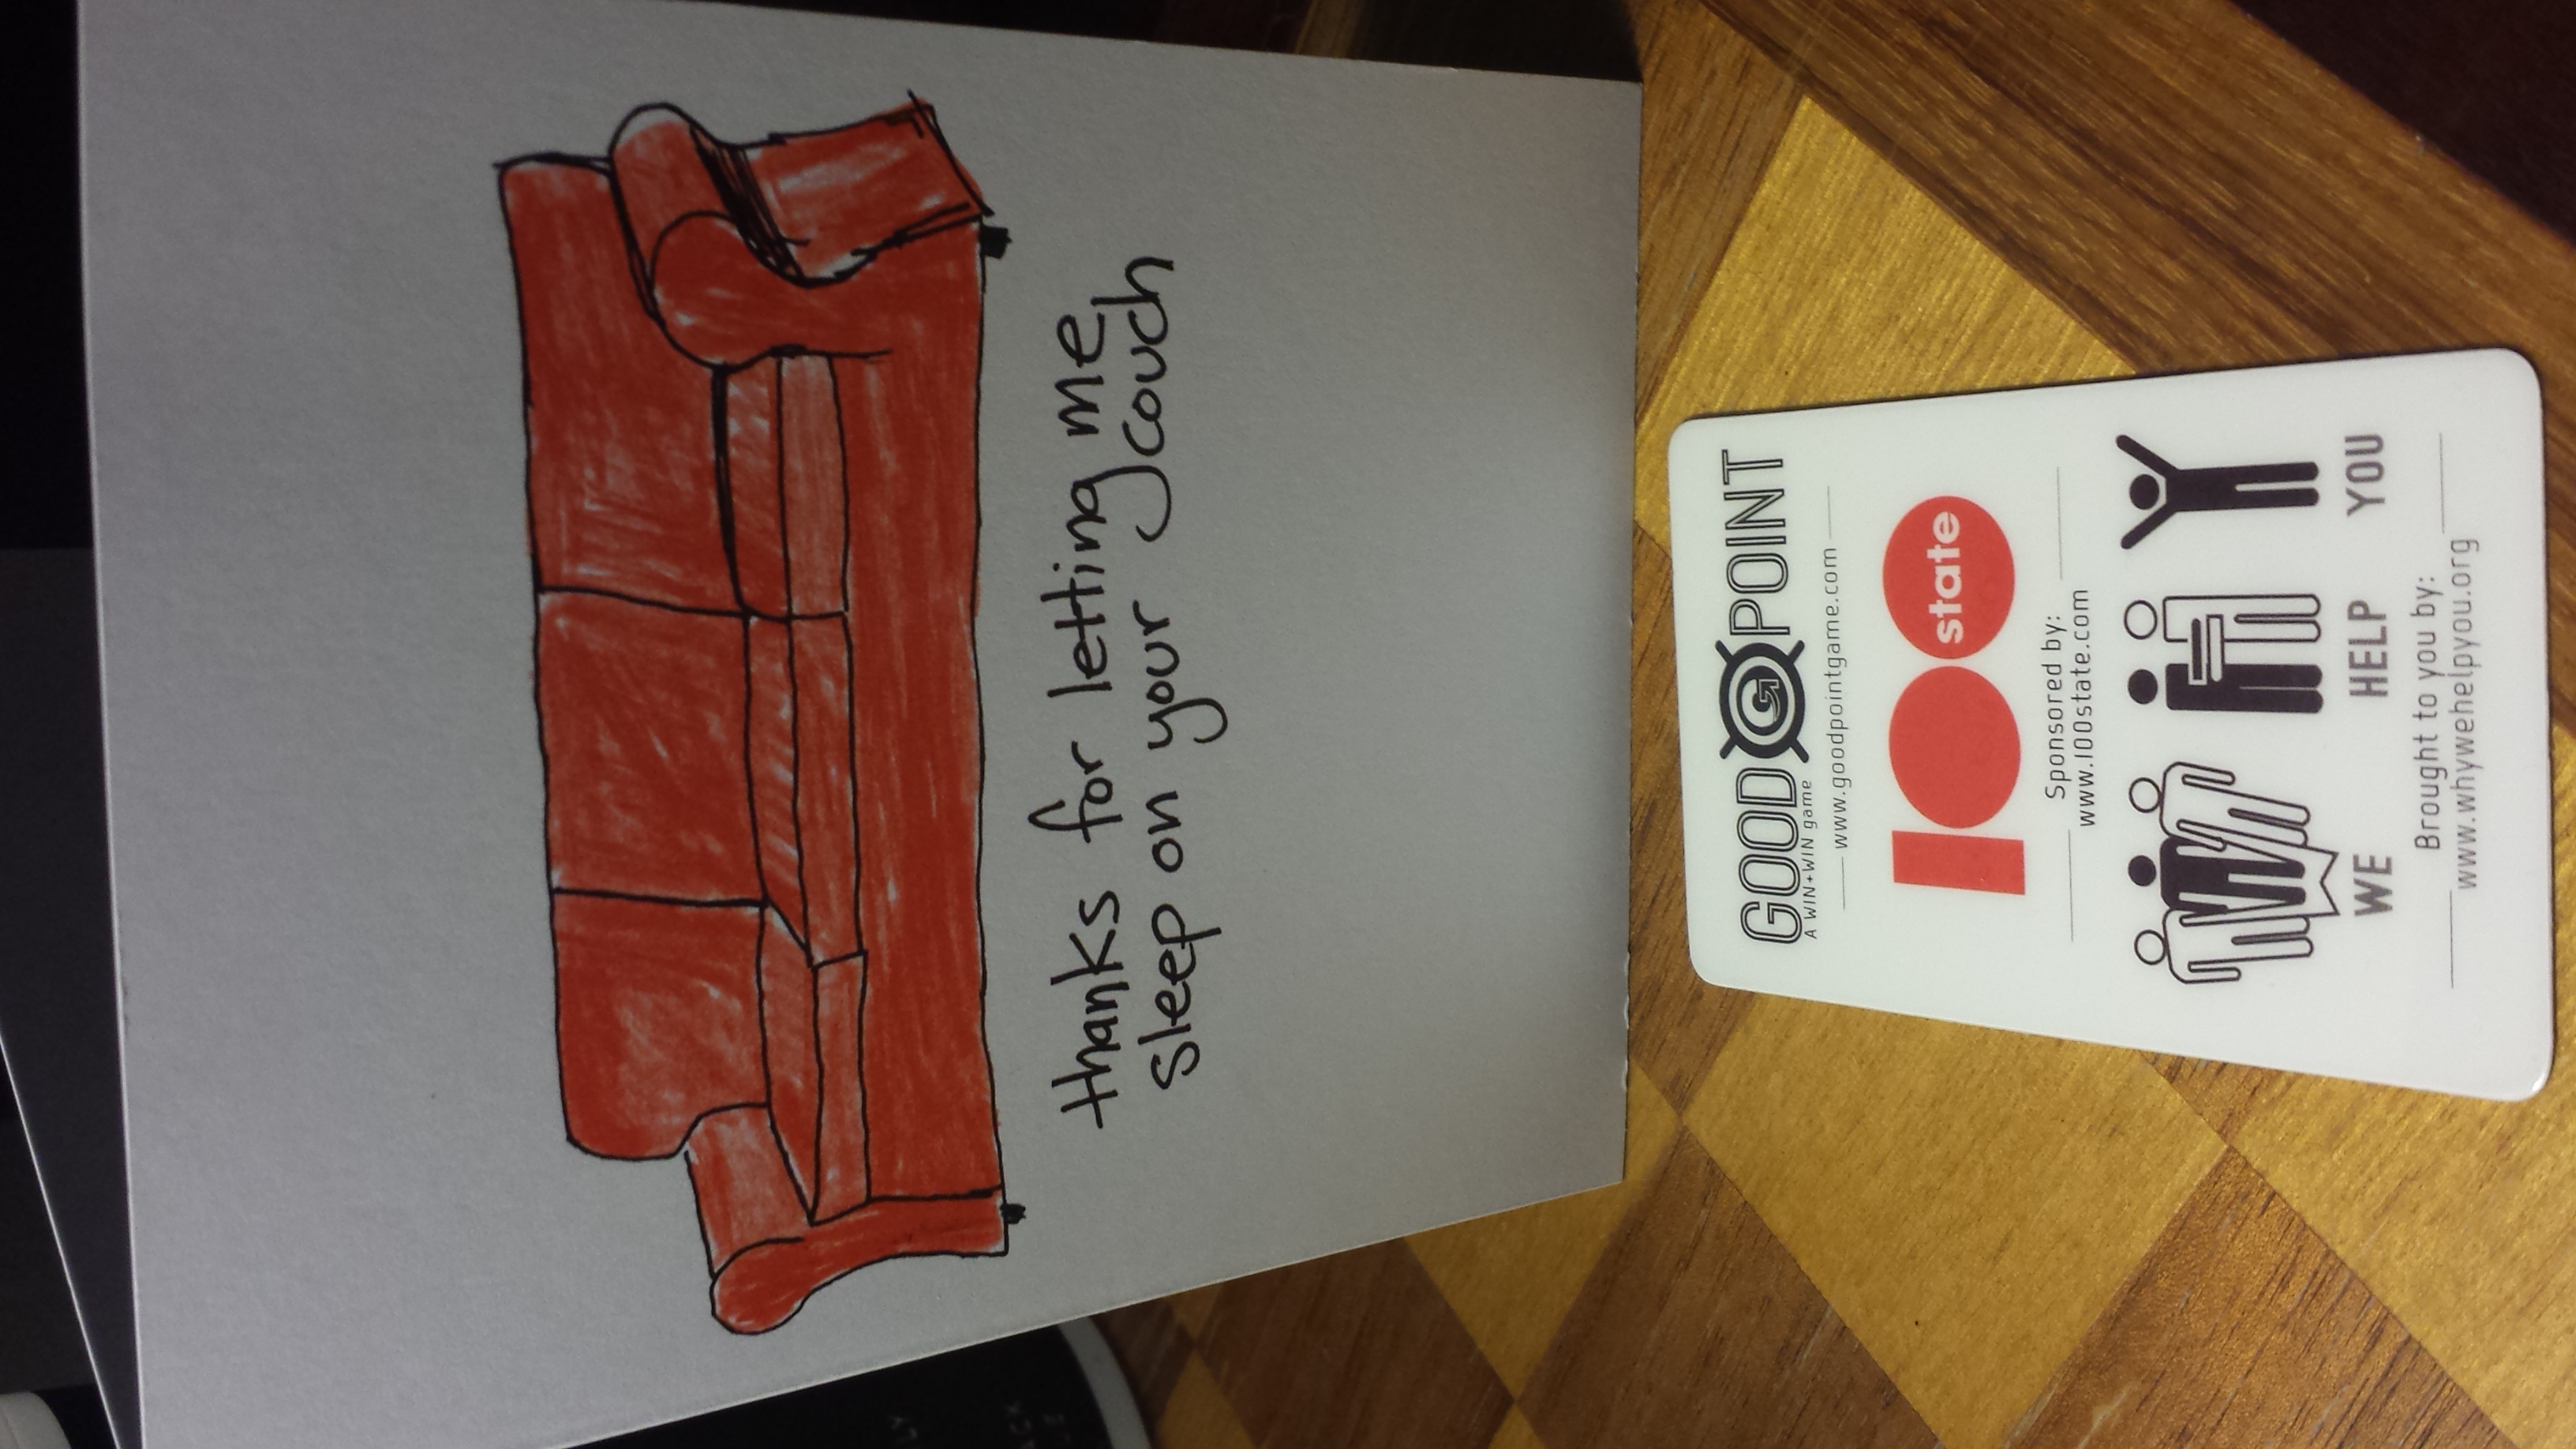 thanks for letting me
sleep on your couch
GOOD G POINT
A WIN+WIN game
www.goodpointgame.com
100
state
Sponsored by:
www.100state.com
WE HELP YOU
Brought to you by:
www.whywehelpyou.org